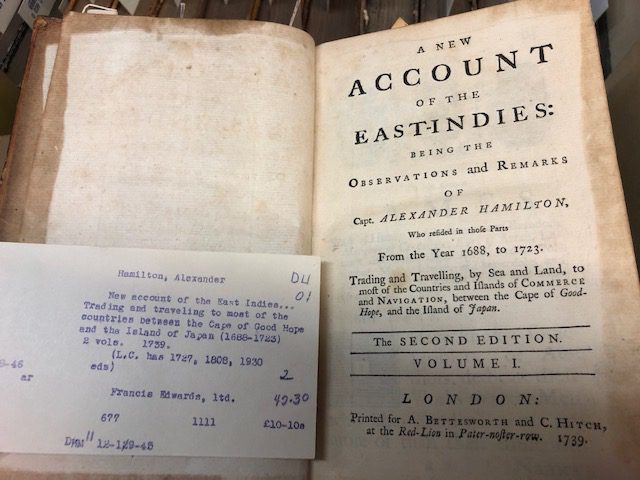 A NEW
ACCOUNT
OF THE
EAST-INDIES:
BEING THE
OBSERVATIONS and REMARKS
OF
Capt. ALEXANDER HAMILTON,
Who reſided in thoſe Parts
From the Year 1688, to 1723.
Trading and Travelling, by Sea and Land, to
moſt of the Countries and Iſlands of COMMERCE
and NAVIGATION, between the Cape of Good-
Hope, and the Iſland of Japan.
The SECOND EDITION.
VOLUME I.
LONDON:
Printed for A. BETTESWORTH and C. HITCH,
at the Red-Lion in Pater-noſter-row. 1739.
Hamilton, Alexander
D4
01
New account of the East Indies...
Trading and traveling to most of the
countries between the Cape of Good Hope
and the Island of Japan (1688-1723)
2 vols. 1739.
(L.C. has 1727, 1808, 1930
eds)
2
8-46
ar
Francis Edwards, ltd.
49.30
677 1111 £10-10s